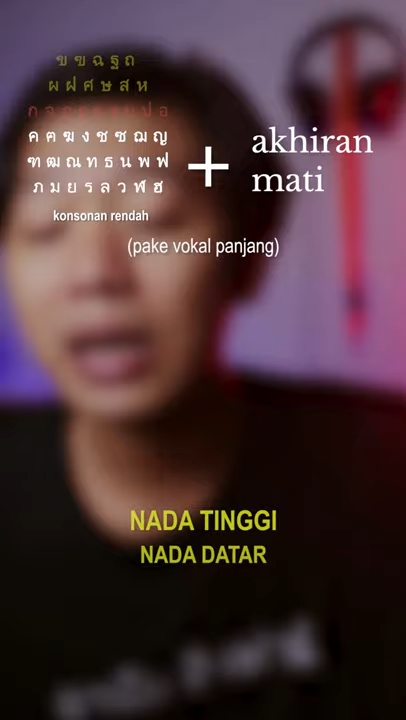 ข ฃ ฉ ฐ ถ
ผ ฝ ศ ษ ส ห
ค ฅ ฆ ง ช ซ ฌ ญ
ฑ ฒ ณ ท ธ น พ ฟ
ภ ม ย ร ล ว ฬ ฮ
konsonan rendah
+
akhiran
mati
(pake vokal panjang)
NADA TINGGI
NADA DATAR